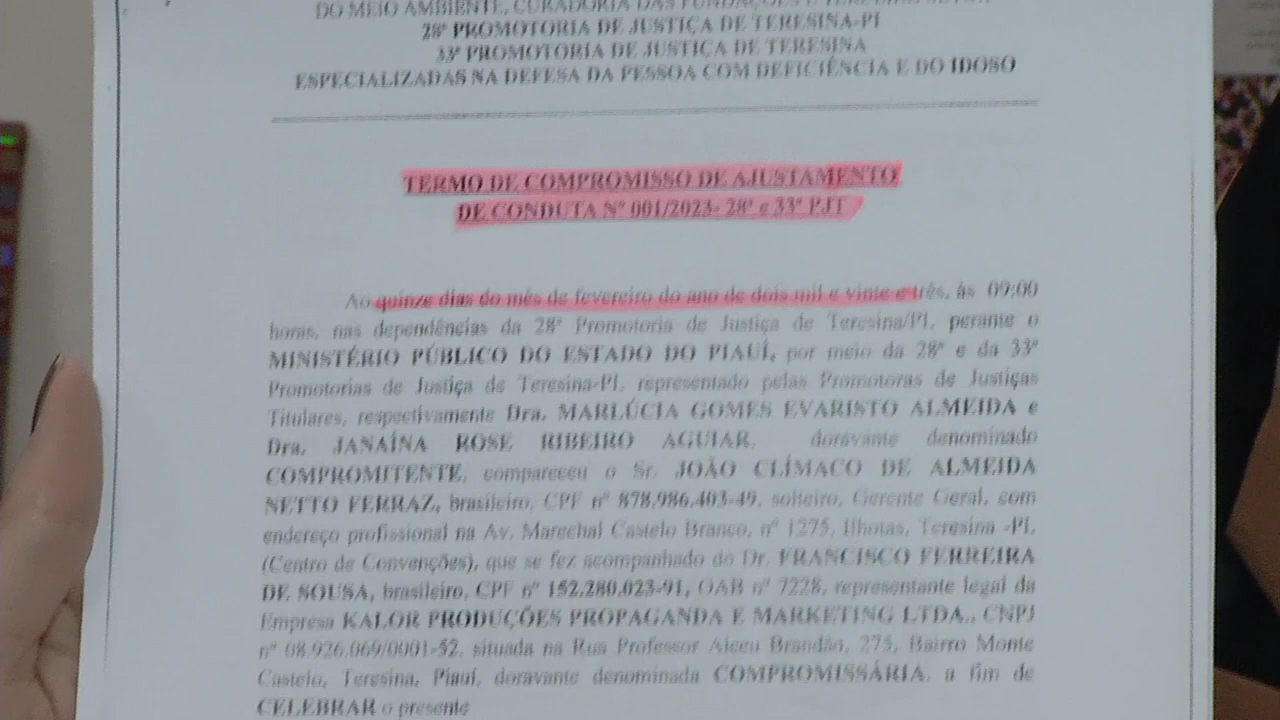 DO MEIO AMBIENTE, CURADORIA DAS FUNDAÇÕES E
28ª PROMOTORIA DE JUSTIÇA DE TERESINA-PI
33ª PROMOTORIA DE JUSTIÇA DE TERESINA
ESPECIALIZADAS NA DEFESA DA PESSOA COM DEFICIÊNCIA E DO IDOSO
TERMO DE COMPROMISSO DE AJUSTAMENTO
DE CONDUTA Nº 001/2023- 28ª e 33ª PJT
Ao quinze dias do mês de fevereiro do ano de dois mil e vinte e três, às 09:00
horas, nas dependências da 28ª Promotoria de Justiça de Teresina/PI, perante o
MINISTÉRIO PÚBLICO DO ESTADO DO PIAUÍ, por meio da 28ª e da 33ª
Promotorias de Justiça de Teresina-PI, representado pelas Promotoras de Justiças
Titulares, respectivamente Dra. MARLÚCIA GOMES EVARISTO ALMEIDA e
Dra. JANAÍNA ROSE RIBEIRO AGUIAR, doravante denominado
COMPROMITENTE, compareceu o Sr. JOÃO CLÍMACO DE ALMEIDA
NETTO FERRAZ, brasileiro, CPF nº 878.986.403-49, solteiro, Gerente Geral, com
endereço profissional na Av. Marechal Castelo Branco, nº 1275, Ilhotas, Teresina -PI,
(Centro de Convenções), que se fez acompanhado do Dr. FRANCISCO FERREIRA
DE SOUSA, brasileiro, CPF nº 152.280.023-91, OAB nº 7228, representante legal da
Empresa KALOR PRODUÇÕES PROPAGANDA E MARKETING LTDA., CNPJ
nº 08.926.069/0001-52, situada na Rua Professor Alceu Brandão, 275, Bairro Monte
Castelo, Teresina, Piauí, doravante denominada COMPROMISSÁRIA, a fim de
CELEBRAR o presente